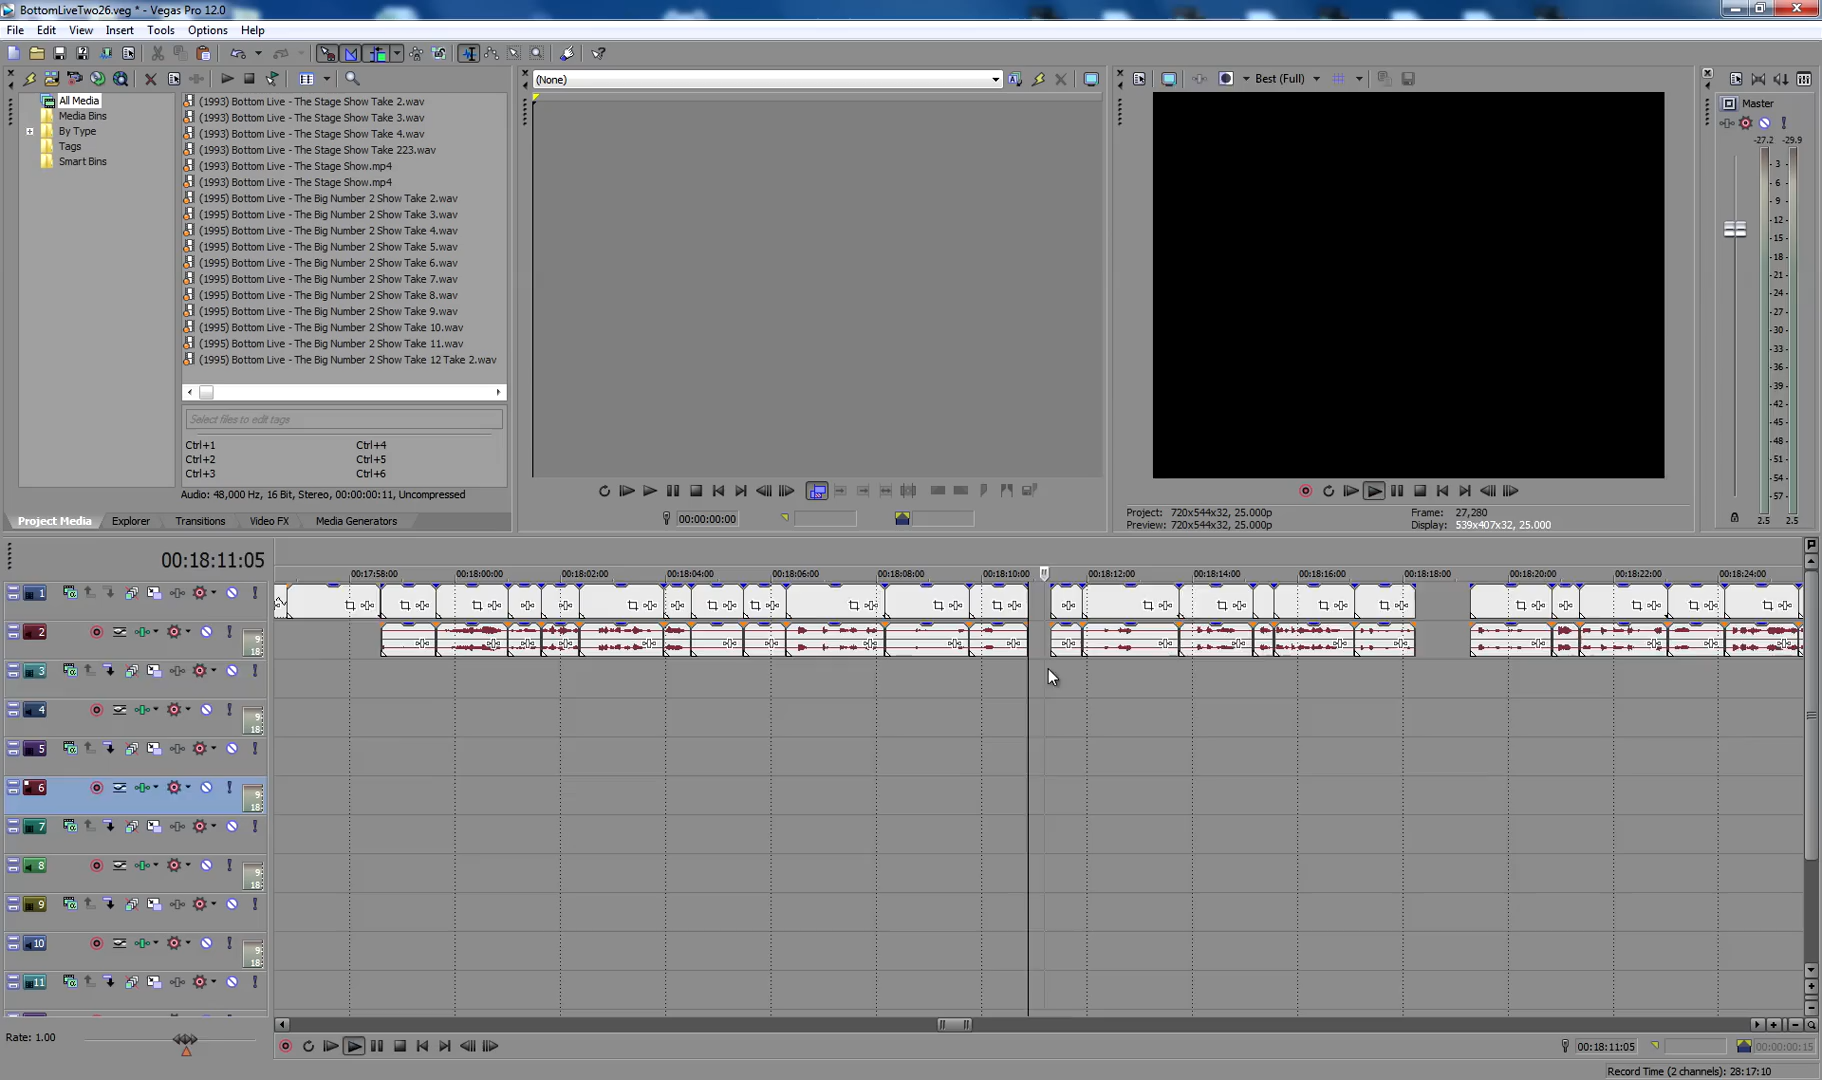 BottomLiveTwo26.veg * - Vegas Pro 12.0
File Edit View Insert Tools Options Help
(None)
Best (Full)
All Media
Media Bins
By Type
Tags
Smart Bins
(1993) Bottom Live - The Stage Show Take 2.wav
(1993) Bottom Live - The Stage Show Take 3.wav
(1993) Bottom Live - The Stage Show Take 4.wav
(1993) Bottom Live - The Stage Show Take 223.wav
(1993) Bottom Live - The Stage Show.mp4
(1993) Bottom Live - The Stage Show.mp4
(1995) Bottom Live - The Big Number 2 Show Take 2.wav
(1995) Bottom Live - The Big Number 2 Show Take 3.wav
(1995) Bottom Live - The Big Number 2 Show Take 4.wav
(1995) Bottom Live - The Big Number 2 Show Take 5.wav
(1995) Bottom Live - The Big Number 2 Show Take 6.wav
(1995) Bottom Live - The Big Number 2 Show Take 7.wav
(1995) Bottom Live - The Big Number 2 Show Take 8.wav
(1995) Bottom Live - The Big Number 2 Show Take 9.wav
(1995) Bottom Live - The Big Number 2 Show Take 10.wav
(1995) Bottom Live - The Big Number 2 Show Take 11.wav
(1995) Bottom Live - The Big Number 2 Show Take 12 Take 2.wav
Select files to edit tags
Ctrl+1 Ctrl+4
Ctrl+2 Ctrl+5
Ctrl+3 Ctrl+6
Audio: 48,000 Hz, 16 Bit, Stereo, 00:00:00:11, Uncompressed
Project Media Explorer Transitions Video FX Media Generators
00:00:00:00
Project: 720x544x32, 25.000p Frame: 27,280
Preview: 720x544x32, 25.000p Display: 539x407x32, 25.000
Master
-27.2 -29.9
3
6
9
12
15
18
21
24
27
30
33
36
39
42
45
48
51
54
57
2.5 2.5
00:18:11:05
00:17:58:00 00:18:00:00 00:18:02:00 00:18:04:00 00:18:06:00 00:18:08:00 00:18:10:00 00:18:12:00 00:18:14:00 00:18:16:00 00:18:18:00 00:18:20:00 00:18:22:00 00:18:24:00
1
2 9
18
3
4 9
18
5
6 9
18
7
8 9
18
9
10 9
18
11
Rate: 1.00
00:18:11:05 00:00:00:15
Record Time (2 channels): 28:17:10